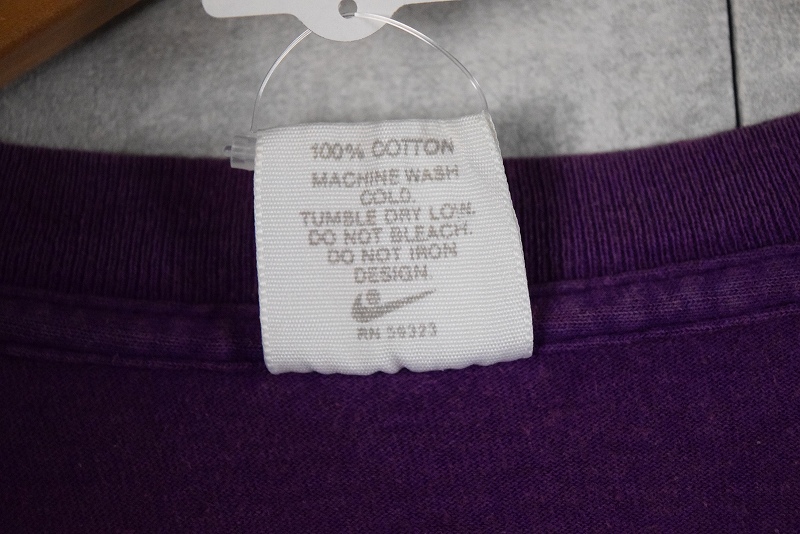 100% COTTON
MACHINE WASH
COLD.
TUMBLE DRY LOW.
DO NOT BLEACH.
DO NOT IRON
DESIGN
RN 56323